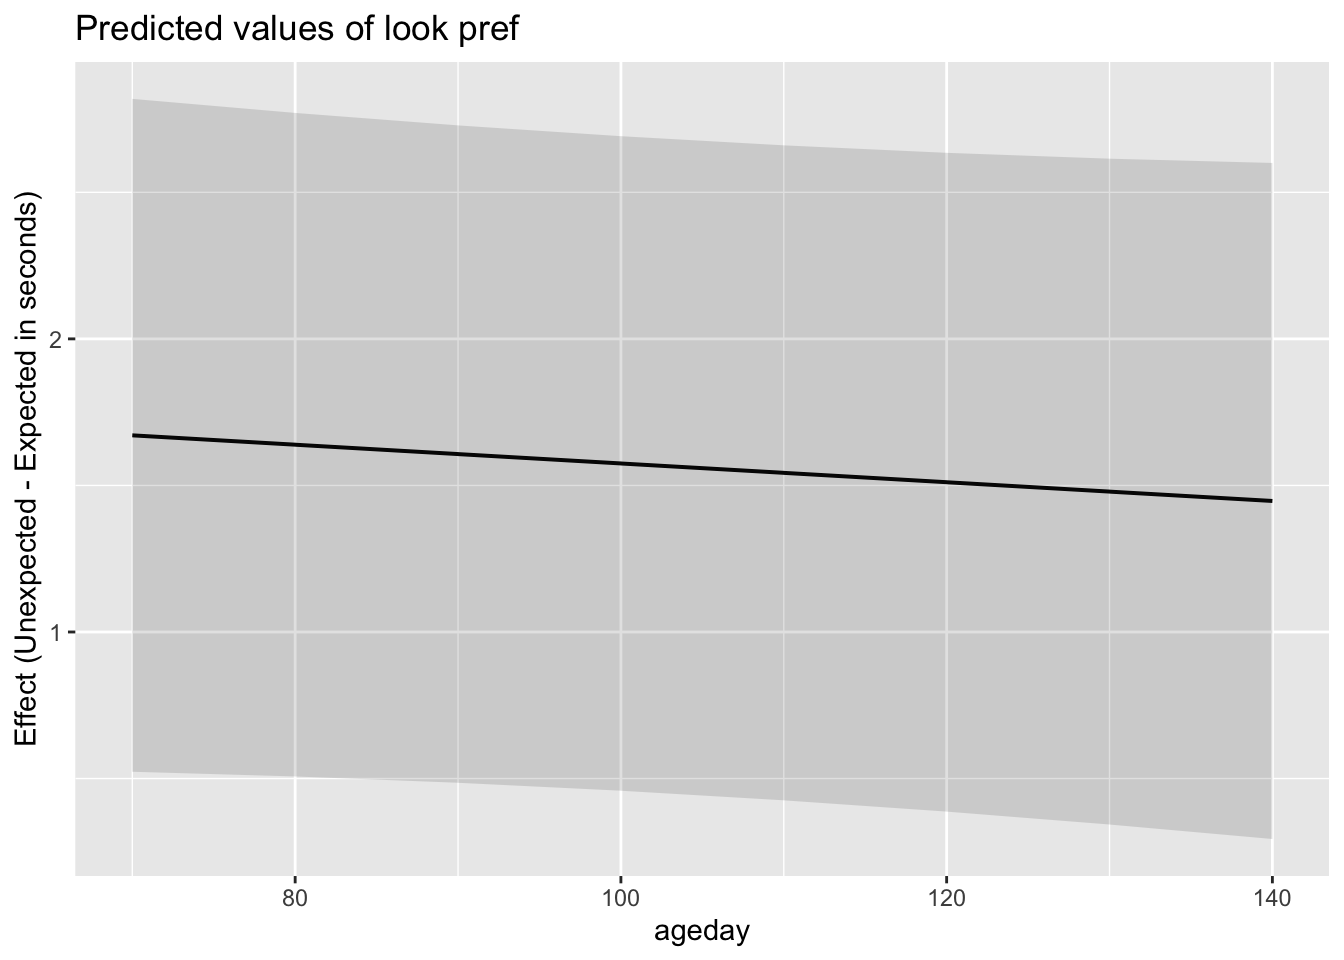 Predicted values of look pref
Effect (Unexpected - Expected in seconds)
2
1
80
100
120
140
ageday